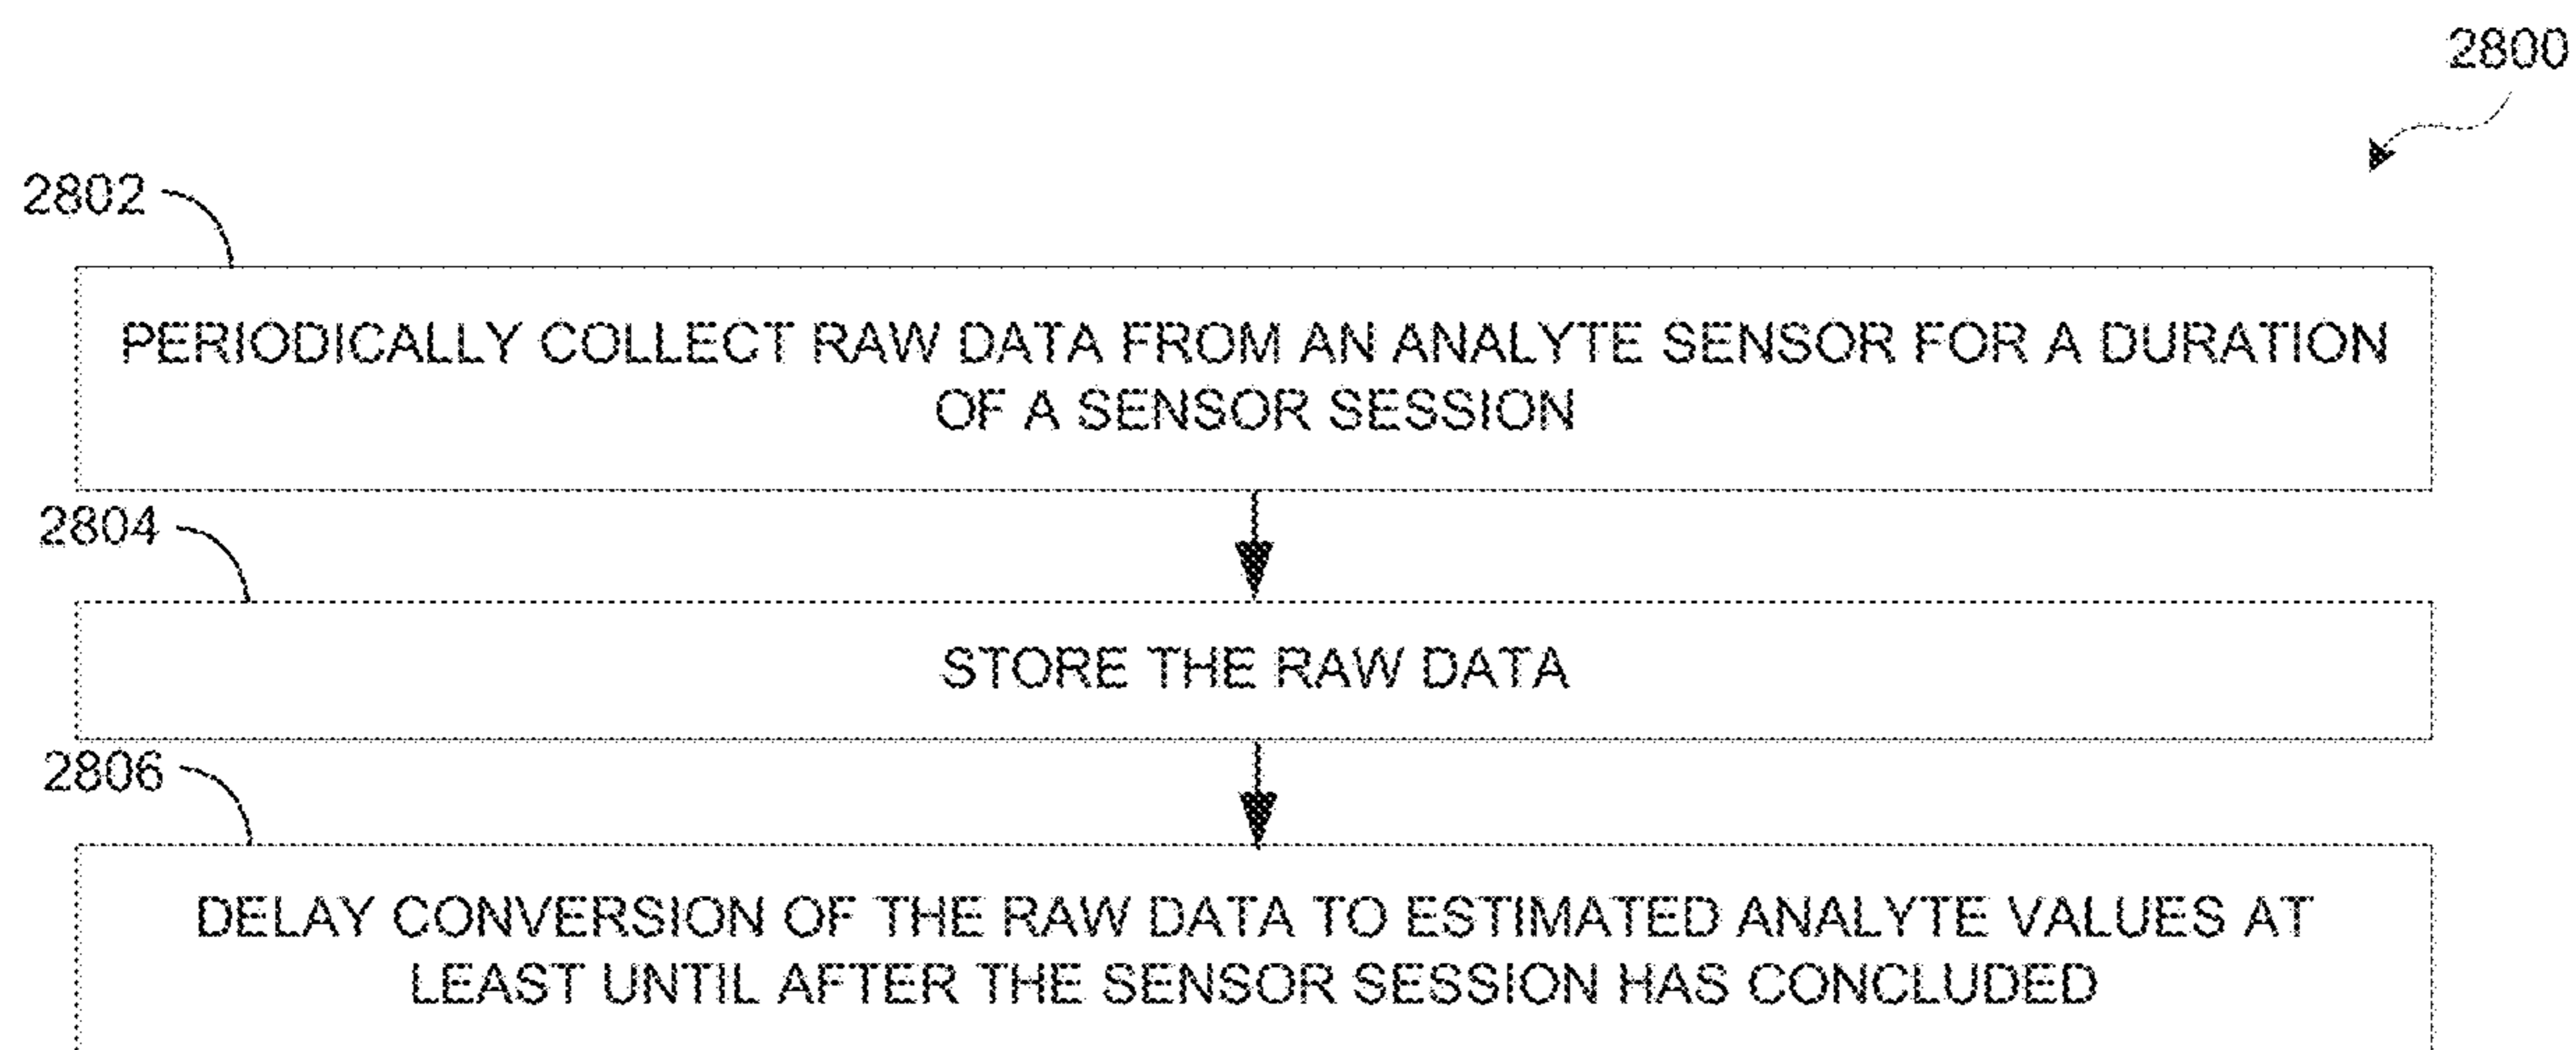 2800
2802
PERIODICALLY COLLECT RAW DATA FROM AN ANALYTE SENSOR FOR A DURATION
OF A SENSOR SESSION
2804
STORE THE RAW DATA
2806
DELAY CONVERSION OF THE RAW DATA TO ESTIMATED ANALYTE VALUES AT
LEAST UNTIL AFTER THE SENSOR SESSION HAS CONCLUDED